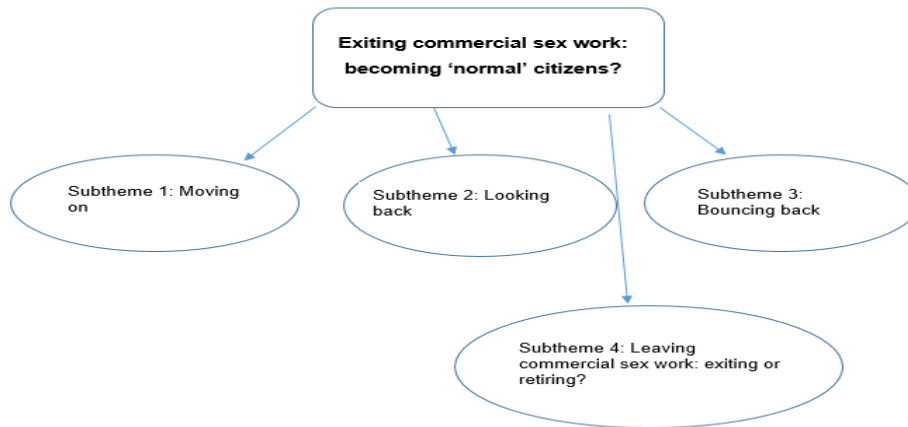 Exiting commercial sex work:
becoming ‘normal’ citizens?
Subtheme 1: Moving
on
Subtheme 2: Looking
back
Subtheme 3:
Bouncing back
Subtheme 4: Leaving
commercial sex work: exiting or
retiring?